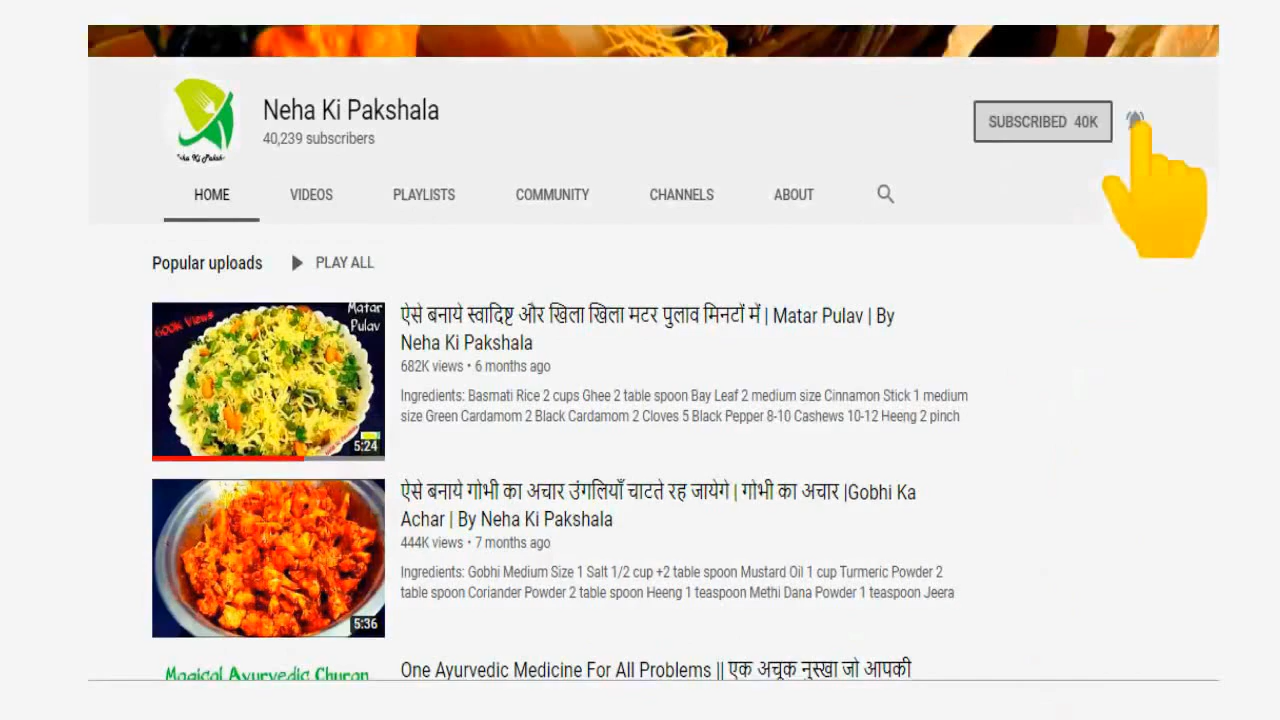 Neha Ki Pakshala
40,239 subscribers
SUBSCRIBED 40K
HOME VIDEOS PLAYLISTS COMMUNITY CHANNELS ABOUT
Popular uploads PLAY ALL
600K Views
Matar
Pulav
5:24
ऐसे बनाये स्वादिष्ट और खिला खिला मटर पुलाव मिनटों में | Matar Pulav | By
Neha Ki Pakshala
682K views • 6 months ago
Ingredients: Basmati Rice 2 cups Ghee 2 table spoon Bay Leaf 2 medium size Cinnamon Stick 1 medium
size Green Cardamom 2 Black Cardamom 2 Cloves 5 Black Pepper 8-10 Cashews 10-12 Heeng 2 pinch
5:36
ऐसे बनाये गोभी का अचार उंगलियाँ चाटते रह जायेगे | गोभी का अचार |Gobhi Ka
Achar | By Neha Ki Pakshala
444K views • 7 months ago
Ingredients: Gobhi Medium Size 1 Salt 1/2 cup +2 table spoon Mustard Oil 1 cup Turmeric Powder 2
table spoon Coriander Powder 2 table spoon Heeng 1 teaspoon Methi Dana Powder 1 teaspoon Jeera
Magical Ayurvedic Churan
One Ayurvedic Medicine For All Problems || एक अचूक नुस्खा जो आपकी